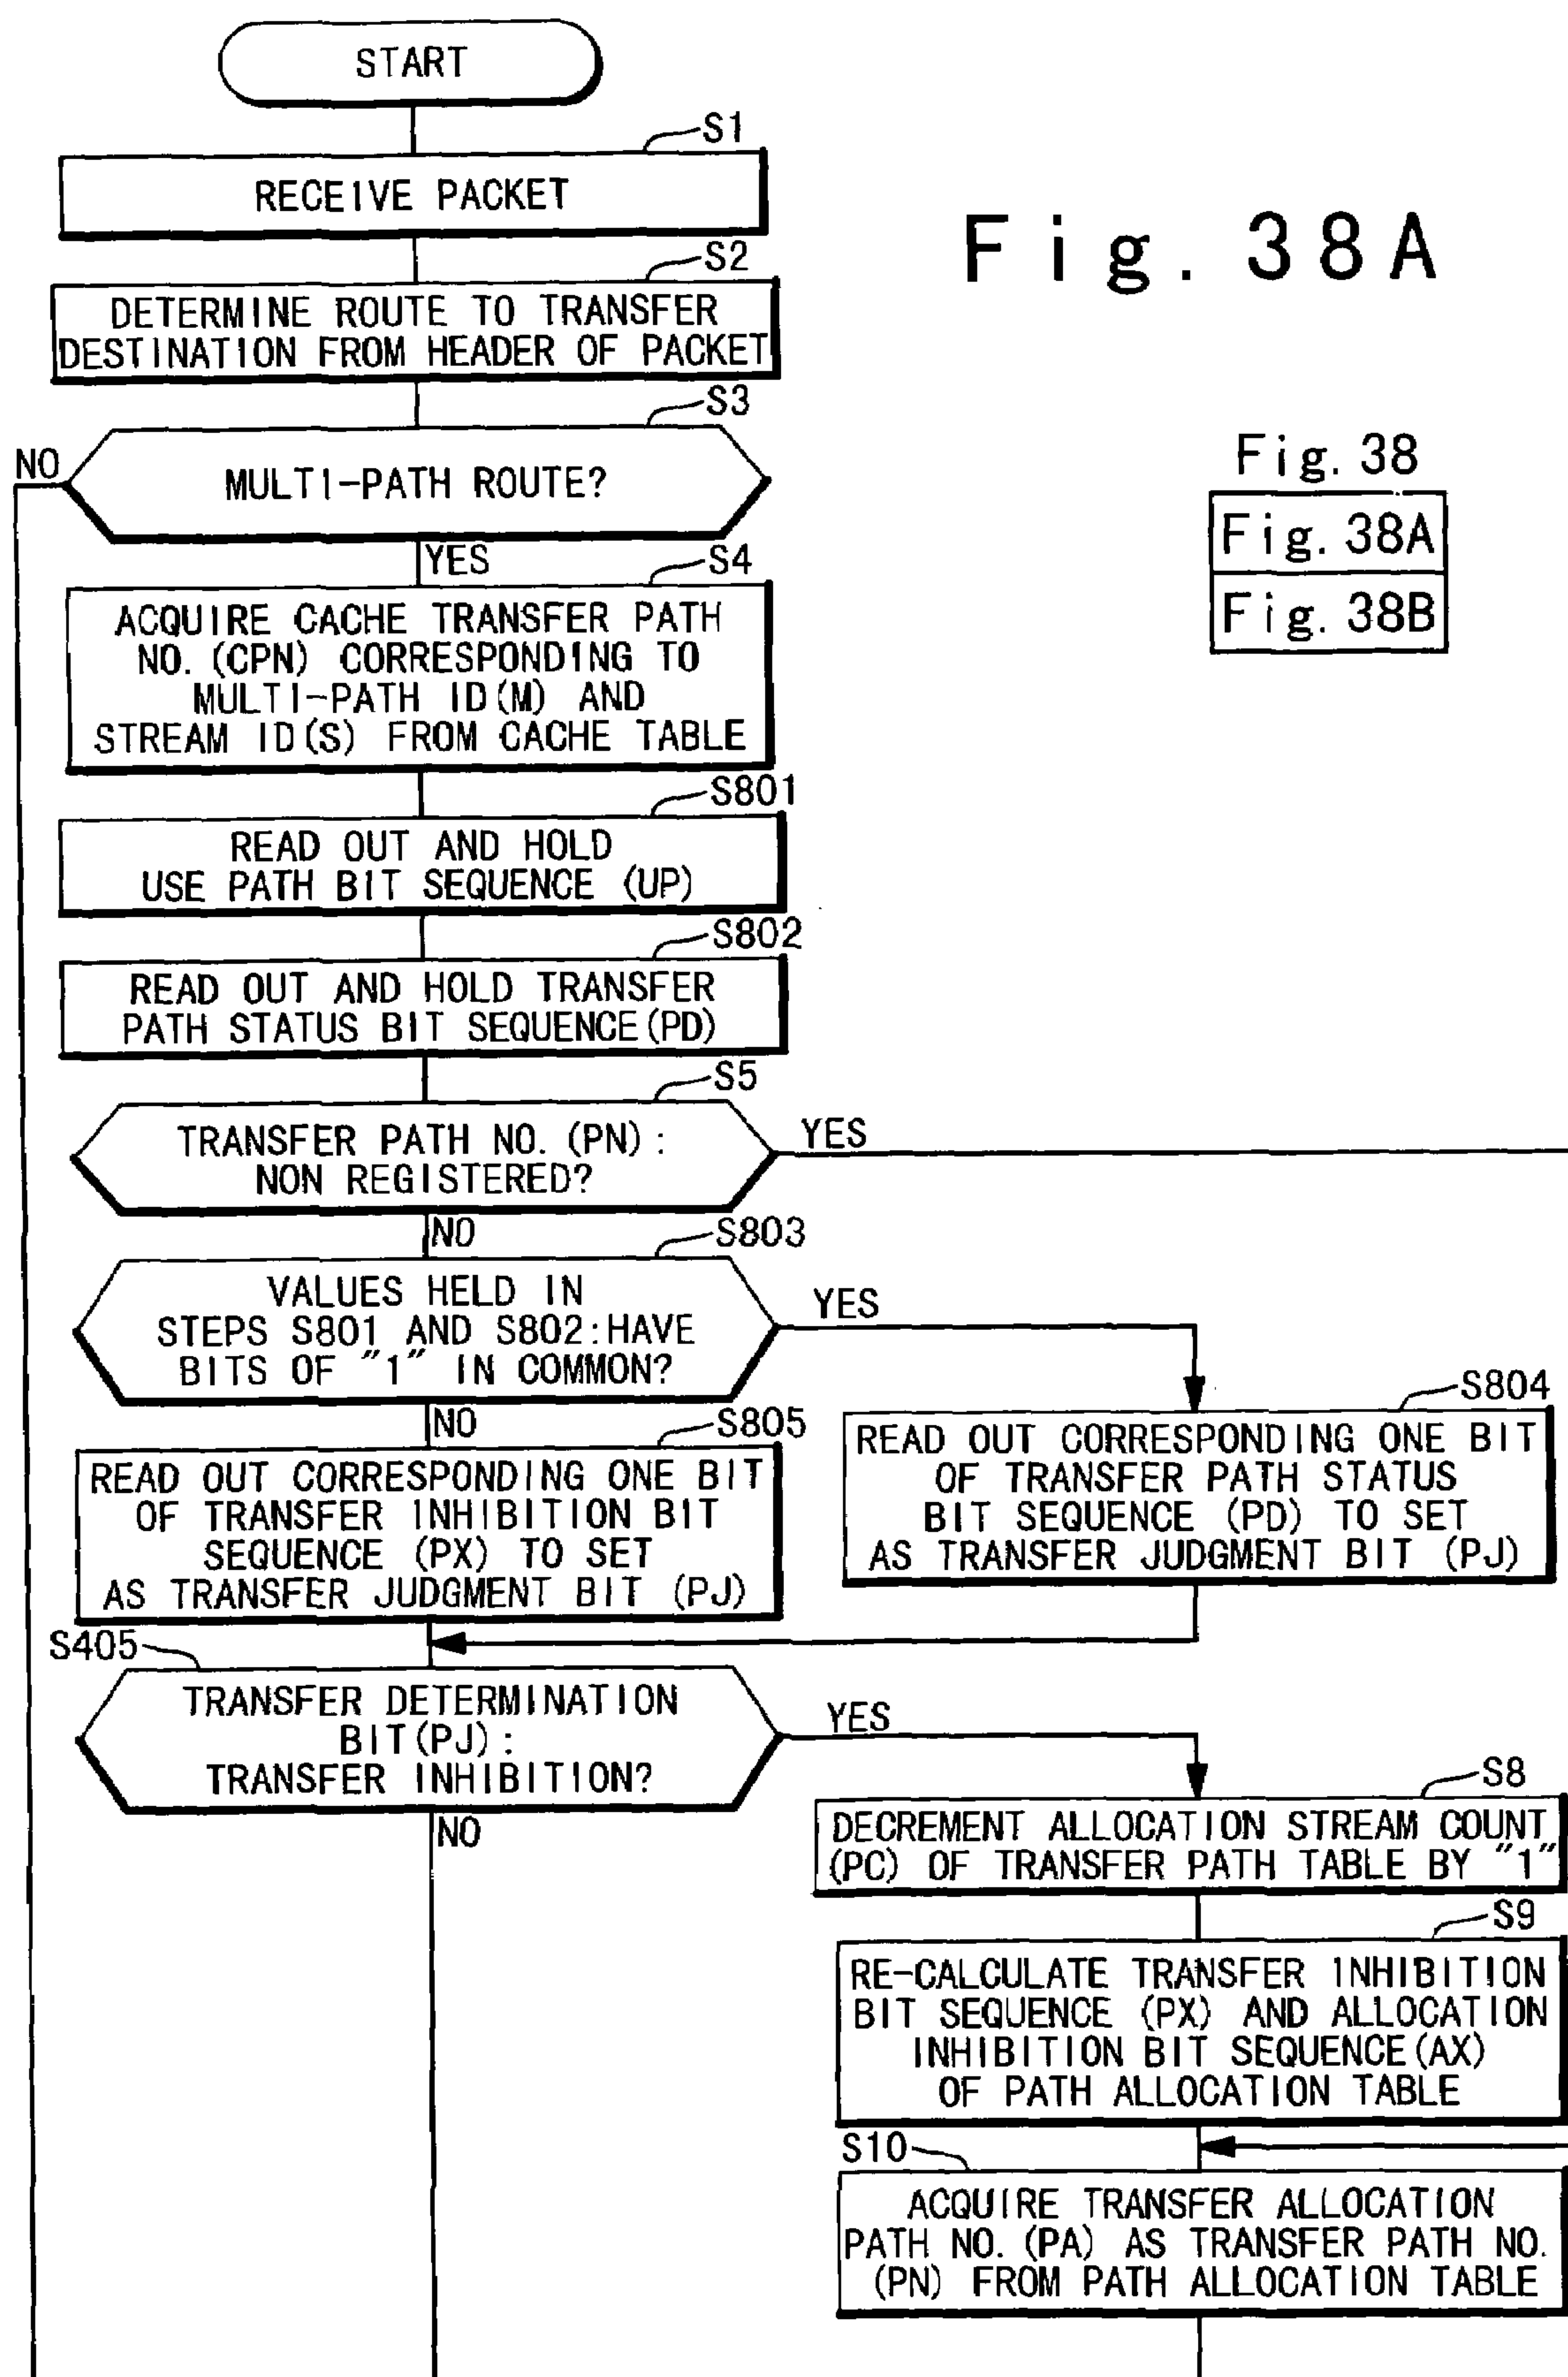 START
S1
RECEIVE PACKET
Fig. 38A
S2
DETERMINE ROUTE TO TRANSFER
DESTINATION FROM HEADER OF PACKET
S3
NO
MULTI-PATH ROUTE?
Fig. 38
Fig. 38A
Fig. 38B
YES
S4
ACQUIRE CACHE TRANSFER PATH
NO. (CPN) CORRESPONDING TO
MULTI-PATH ID(M) AND
STREAM ID(S) FROM CACHE TABLE
S801
READ OUT AND HOLD
USE PATH BIT SEQUENCE (UP)
S802
READ OUT AND HOLD TRANSFER
PATH STATUS BIT SEQUENCE(PD)
S5
TRANSFER PATH NO. (PN):
NON REGISTERED?
YES
NO
S803
VALUES HELD IN
STEPS S801 AND S802:HAVE
BITS OF "1" IN COMMON?
YES
NO
S805
READ OUT CORRESPONDING ONE BIT
OF TRANSFER INHIBITION BIT
SEQUENCE (PX) TO SET
AS TRANSFER JUDGMENT BIT (PJ)
S804
READ OUT CORRESPONDING ONE BIT
OF TRANSFER PATH STATUS
BIT SEQUENCE (PD) TO SET
AS TRANSFER JUDGMENT BIT (PJ)
S405
TRANSFER DETERMINATION
BIT(PJ):
TRANSFER INHIBITION?
YES
NO
S8
DECREMENT ALLOCATION STREAM COUNT
(PC) OF TRANSFER PATH TABLE BY "1"
S9
RE-CALCULATE TRANSFER INHIBITION
BIT SEQUENCE (PX) AND ALLOCATION
INHIBITION BIT SEQUENCE(AX)
OF PATH ALLOCATION TABLE
S10
ACQUIRE TRANSFER ALLOCATION
PATH NO. (PA) AS TRANSFER PATH NO.
(PN) FROM PATH ALLOCATION TABLE